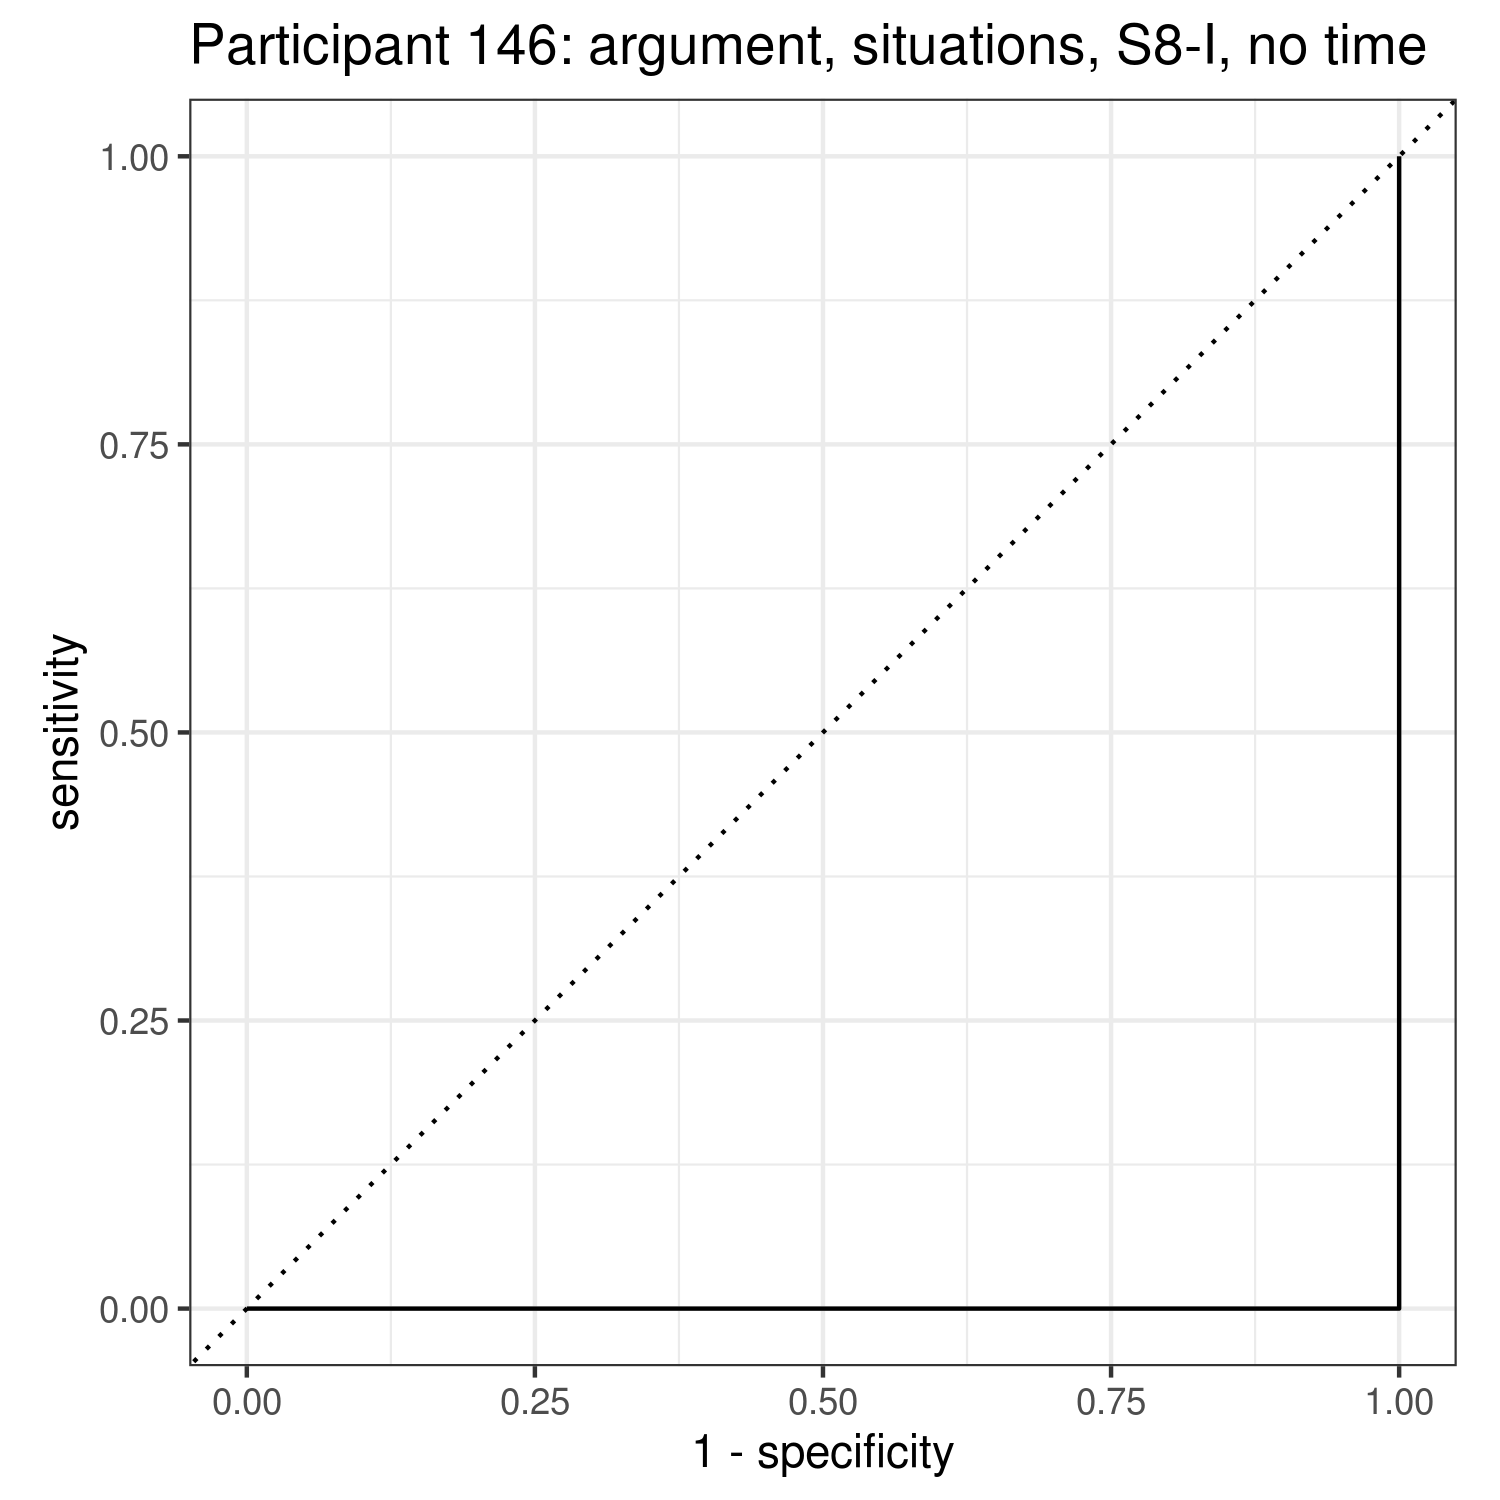 Participant 146: argument, situations, S8-I, no time
sensitivity
1.00
0.75
0.50
0.25
0.00
0.00 0.25 0.50 0.75 1.00
1 - specificity